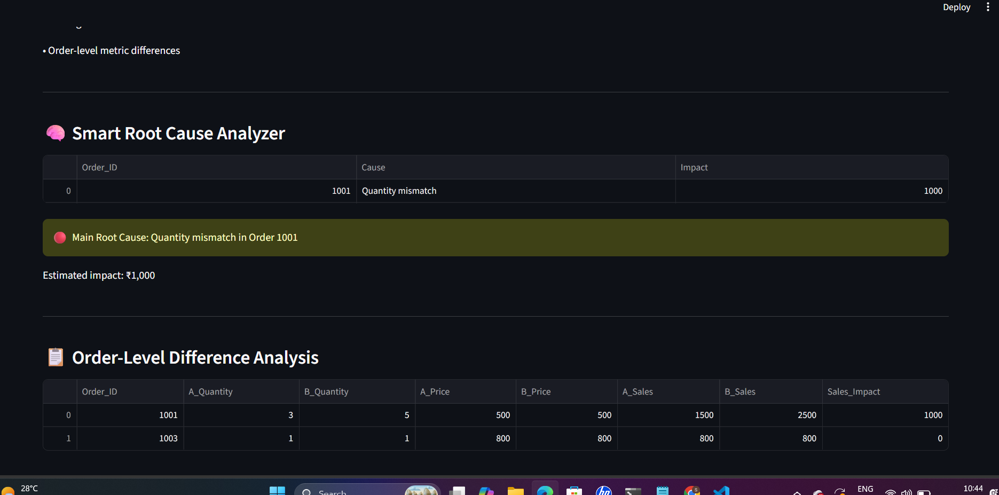 Deploy
• Order-level metric differences
Smart Root Cause Analyzer
Order_ID Cause Impact
0 1001 Quantity mismatch 1000
Main Root Cause: Quantity mismatch in Order 1001
Estimated impact: ₹1,000
Order-Level Difference Analysis
Order_ID A_Quantity B_Quantity A_Price B_Price A_Sales B_Sales Sales_Impact
0 1001 3 5 500 500 1500 2500 1000
1 1003 1 1 800 800 800 800 0
28°C Search hp S ENG 10:44